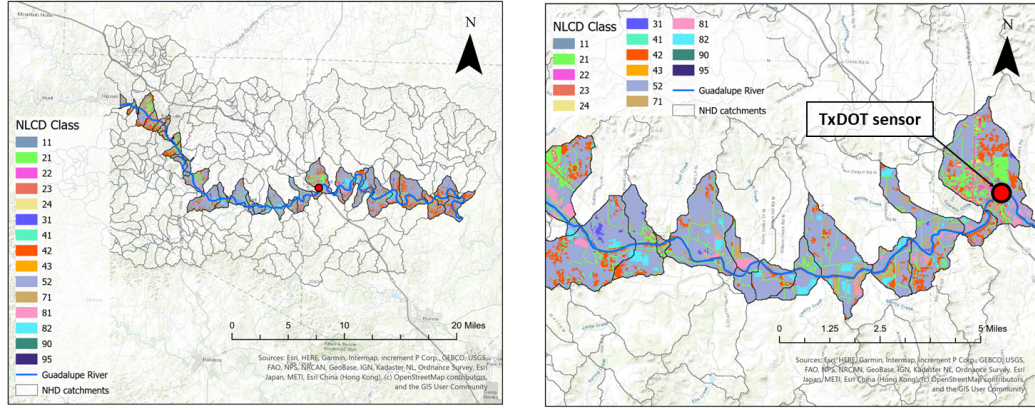 N
NLCD Class
11
21
22
23
24
31
41
42
43
52
71
81
82
90
95
Guadalupe River
NHD catchments
0 5 10 20 Miles
Sources: Esri, HERE, Garmin, Intermap, increment P Corp., GEBCO, USGS,
FAO, NPS, NRCAN, GeoBase, IGN, Kadaster NL, Ordnance Survey, Esri
Japan, METI, Esri China (Hong Kong), (c) OpenStreetMap contributors,
and the GIS User Community
NLCD Class
11
21
22
23
24
31
41
42
43
52
71
81
82
90
95
Guadalupe River
NHD catchments
N
TxDOT sensor
0 1.25 2.5 5 Miles
Sources: Esri, HERE, Garmin, Intermap, increment P Corp., GEBCO, USGS,
FAO, NPS, NRCAN, GeoBase, IGN, Kadaster NL, Ordnance Survey, Esri
Japan, METI, Esri China (Hong Kong), (c) OpenStreetMap contributors,
and the GIS User Community